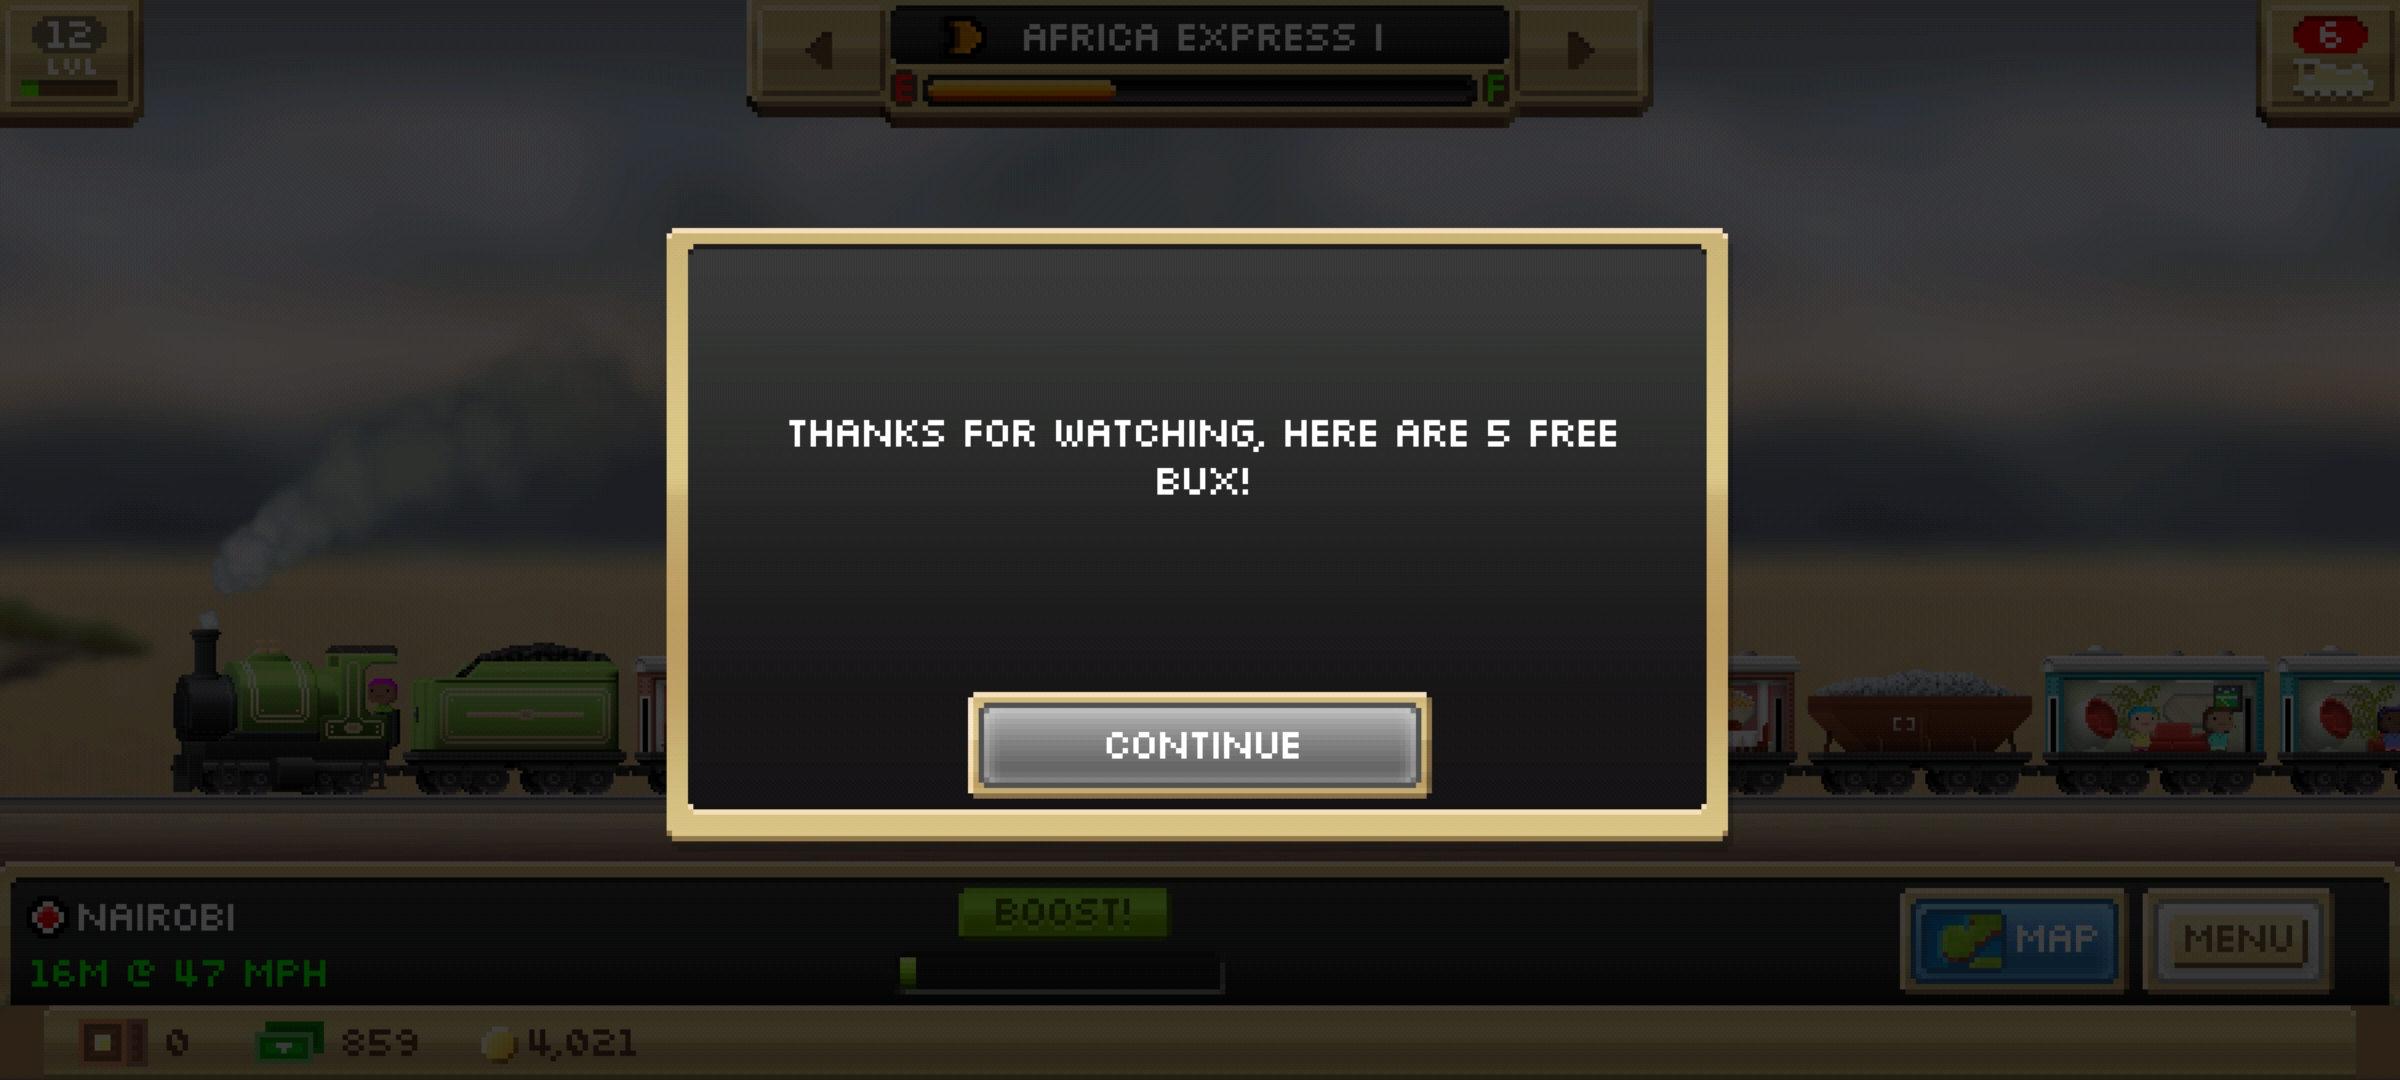 12
LVL
AFRICA EXPRESS I
E F
6
THANKS FOR WATCHING, HERE ARE 5 FREE
BUX!
CONTINUE
NAIROBI
16M @ 47 MPH
BOOST!
MAP
MENU
0 859 4,021